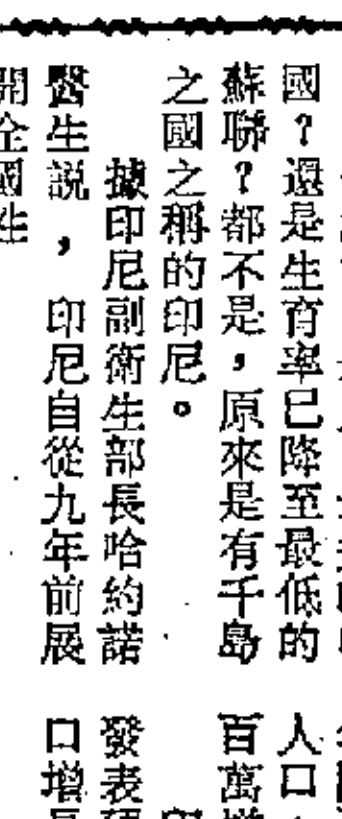 國?還是生育率已降至最低的
蘇聯?都不是,原來是有千島
之國之稱的印尼。
據印尼副衛生部長哈約諾
醫生説,印尼自從九年前展
開全國性
人口
百萬
發表
口增